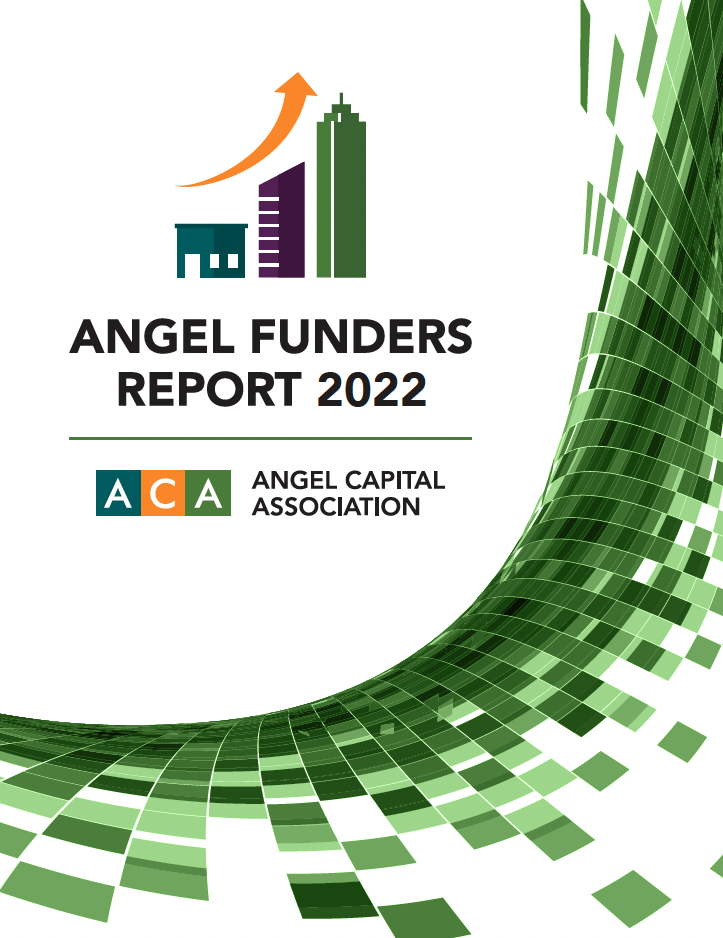 ANGEL FUNDERS
REPORT 2022
ACA
ANGEL CAPITAL
ASSOCIATION